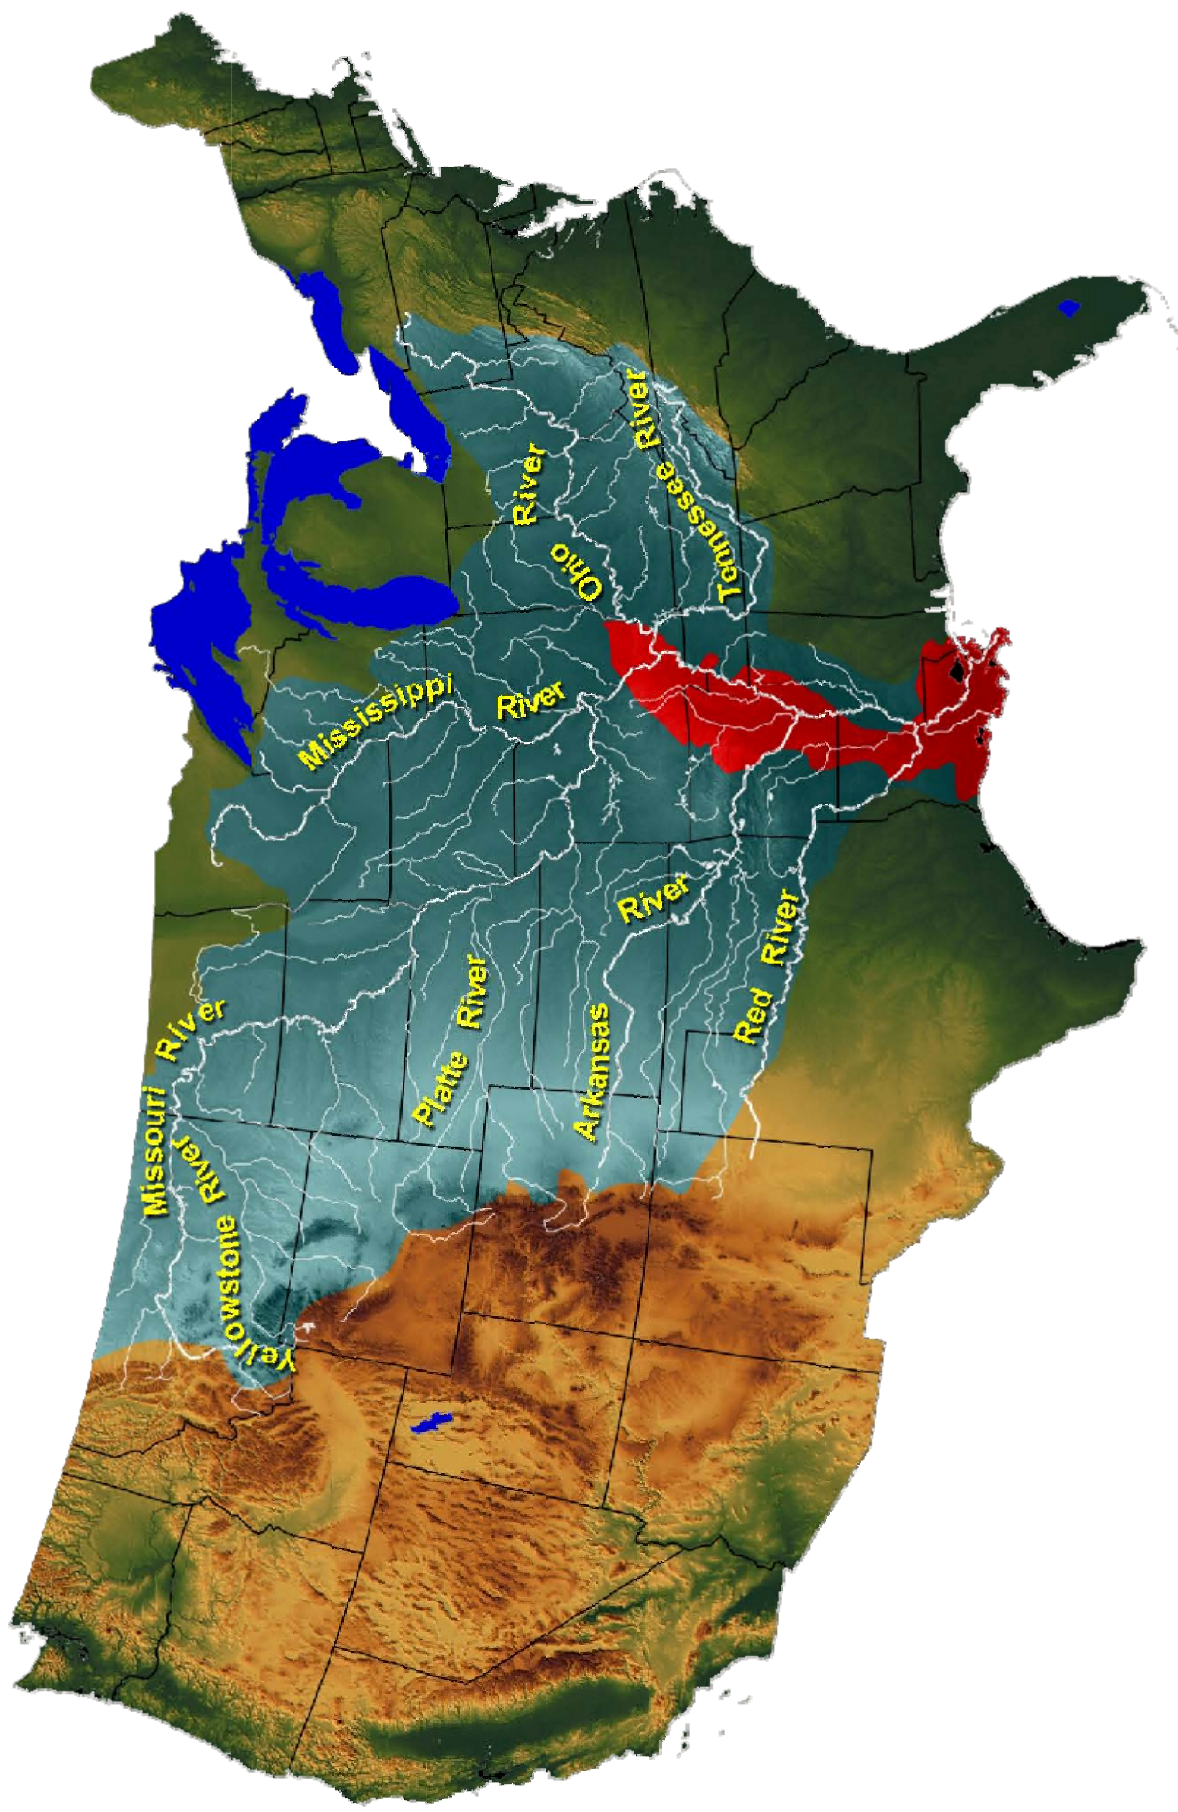 Missouri River
Yellowstone River
Mississippi River
Platte River
Ohio River
Arkansas River
Tennessee River
Red River